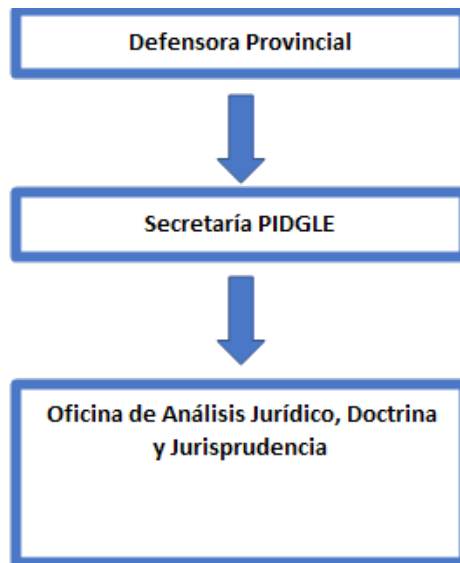 Defensora Provincial
Secretaría PIDGLE
Oficina de Análisis Jurídico, Doctrina
y Jurisprudencia